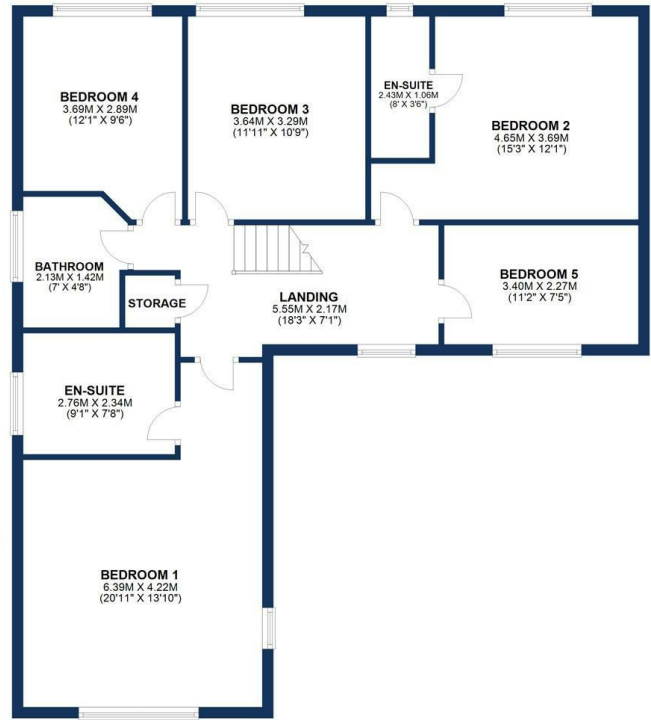 BEDROOM 4
3.69M X 2.89M
(12'1" X 9'6")
BEDROOM 3
3.64M X 3.29M
(11'11" X 10'9")
EN-SUITE
2.43M X 1.06M
(8' X 3'6")
BEDROOM 2
4.65M X 3.69M
(15'3" X 12'1")
BATHROOM
2.13M X 1.42M
(7' X 4'8")
STORAGE
LANDING
5.55M X 2.17M
(18'3" X 7'1")
BEDROOM 5
3.40M X 2.27M
(11'2" X 7'5")
EN-SUITE
2.76M X 2.34M
(9'1" X 7'8")
BEDROOM 1
6.39M X 4.22M
(20'11" X 13'10")